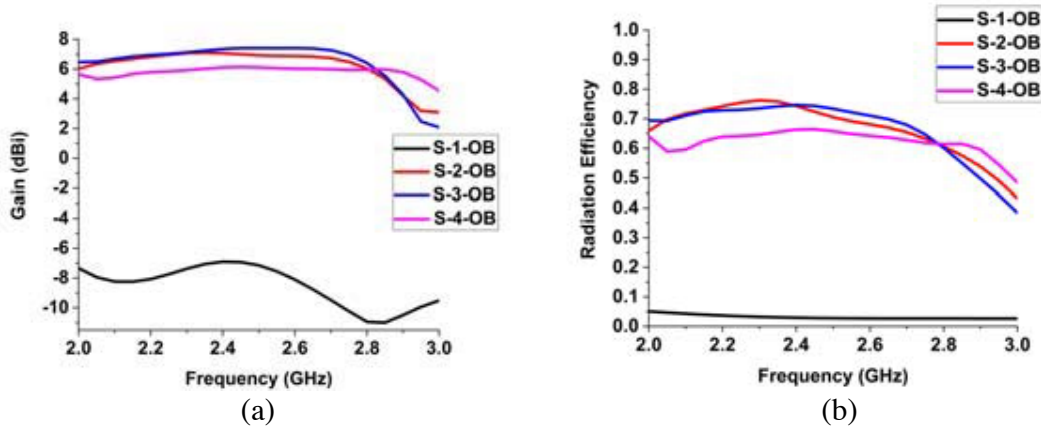 Gain (dBi)
8
6
4
2
0
-2
-4
-6
-8
-10
S-1-OB
S-2-OB
S-3-OB
S-4-OB
2.0 2.2 2.4 2.6 2.8 3.0
Frequency (GHz)
(a)
Radiation Efficiency
1.0
0.9
0.8
0.7
0.6
0.5
0.4
0.3
0.2
0.1
0.0
S-1-OB
S-2-OB
S-3-OB
S-4-OB
2.0 2.2 2.4 2.6 2.8 3.0
Frequency (GHz)
(b)